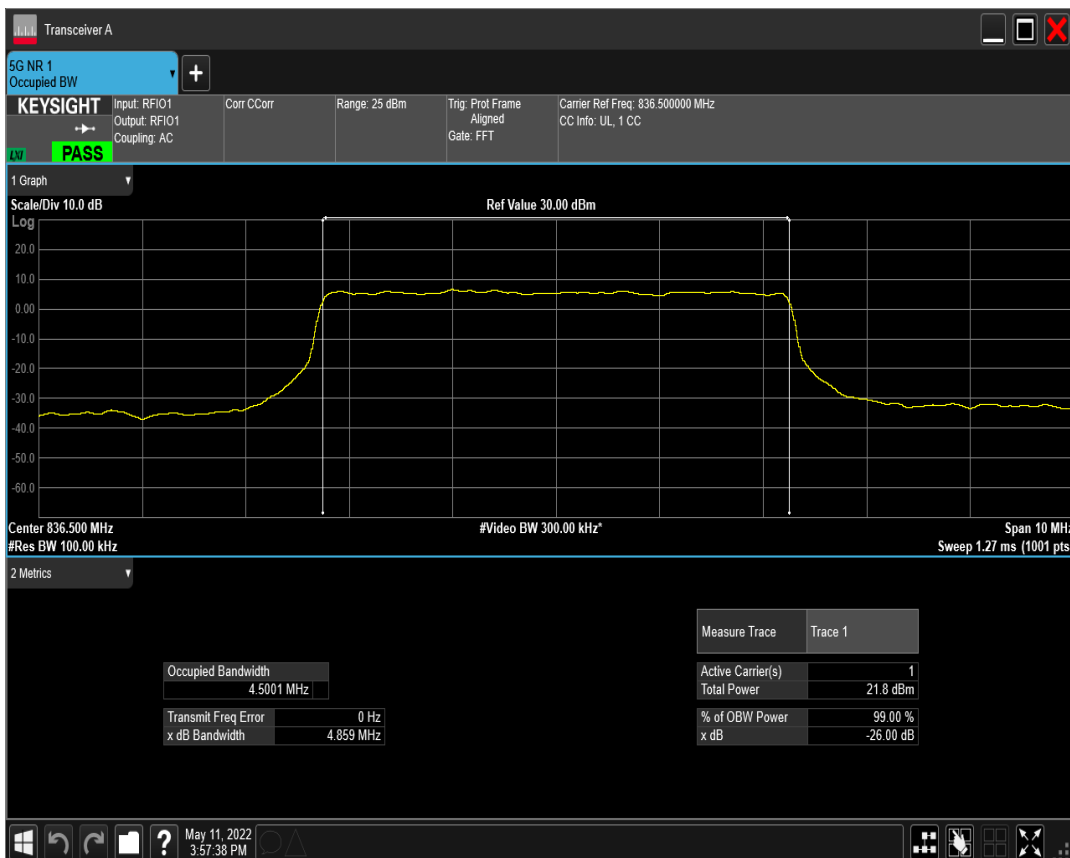 Transceiver A
5G NR 1
Occupied BW
KEYSIGHT
LXI
PASS
Input: RFIO1
Output: RFIO1
Coupling: AC
Corr CCorr
Range: 25 dBm
Trig: Prot Frame
Aligned
Gate: FFT
Carrier Ref Freq: 836.500000 MHz
CC Info: UL, 1 CC
1 Graph
Scale/Div 10.0 dB
Ref Value 30.00 dBm
Log
20.0
10.0
0.00
-10.0
-20.0
-30.0
-40.0
-50.0
-60.0
Center 836.500 MHz
#Video BW 300.00 kHz*
Span 10 MHz
#Res BW 100.00 kHz
Sweep 1.27 ms (1001 pts
2 Metrics
Measure Trace Trace 1
Occupied Bandwidth
4.5001 MHz
Active Carrier(s) 1
Total Power 21.8 dBm
Transmit Freq Error 0 Hz
x dB Bandwidth 4.859 MHz
% of OBW Power 99.00 %
x dB -26.00 dB
?
May 11, 2022
3:57:38 PM